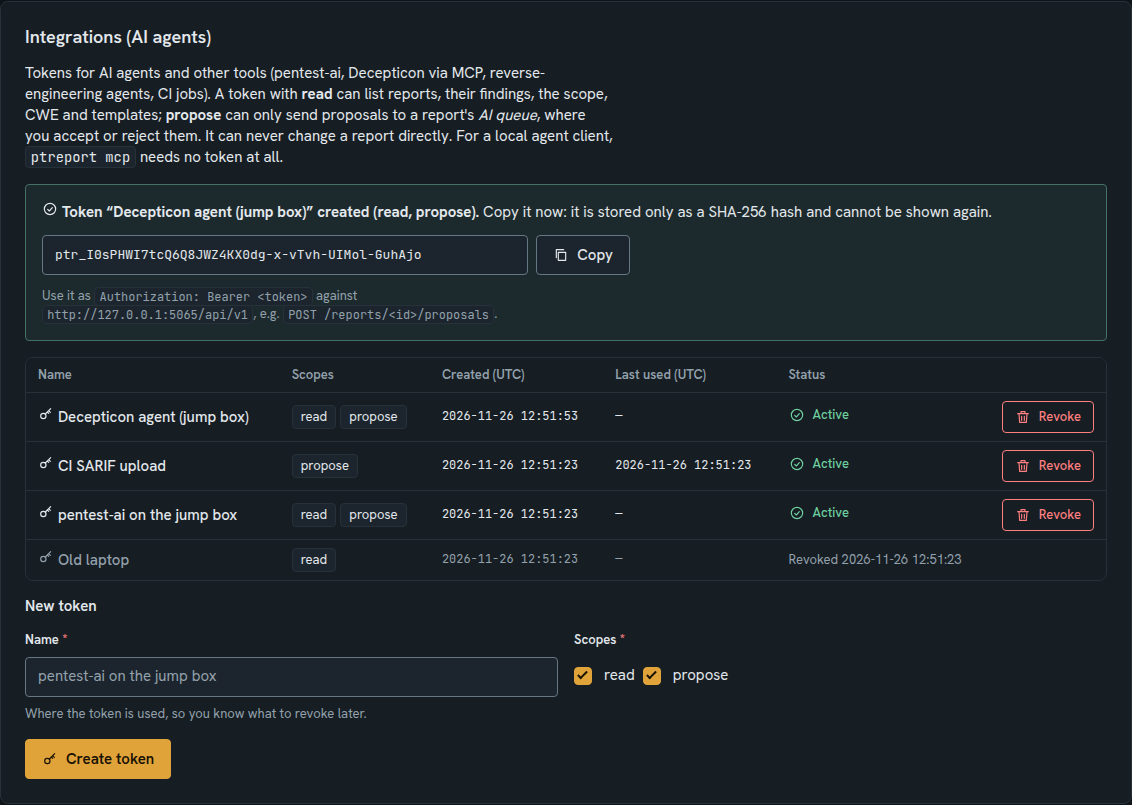 Integrations (AI agents)
Tokens for AI agents and other tools (pentest-ai, Decepticon via MCP, reverse-
engineering agents, CI jobs). A token with read can list reports, their findings, the scope,
CWE and templates; propose can only send proposals to a report's AI queue, where
you accept or reject them. It can never change a report directly. For a local agent client,
ptreport mcp needs no token at all.
Token “Decepticon agent (jump box)” created (read, propose). Copy it now: it is stored only as a SHA-256 hash and cannot be shown again.
ptr_I0sPHWI7tcQ6Q8JWZ4KX0dg-x-vTvh-UIMol-GuhAjo Copy
Use it as Authorization: Bearer <token> against
http://127.0.0.1:5065/api/v1, e.g. POST /reports/<id>/proposals.
Name Scopes Created (UTC) Last used (UTC) Status
Decepticon agent (jump box) read propose 2026-11-26 12:51:53 – Active Revoke
CI SARIF upload propose 2026-11-26 12:51:23 2026-11-26 12:51:23 Active Revoke
pentest-ai on the jump box read propose 2026-11-26 12:51:23 – Active Revoke
Old laptop read 2026-11-26 12:51:23 – Revoked 2026-11-26 12:51:23
New token
Name * Scopes *
pentest-ai on the jump box read propose
Where the token is used, so you know what to revoke later.
Create token